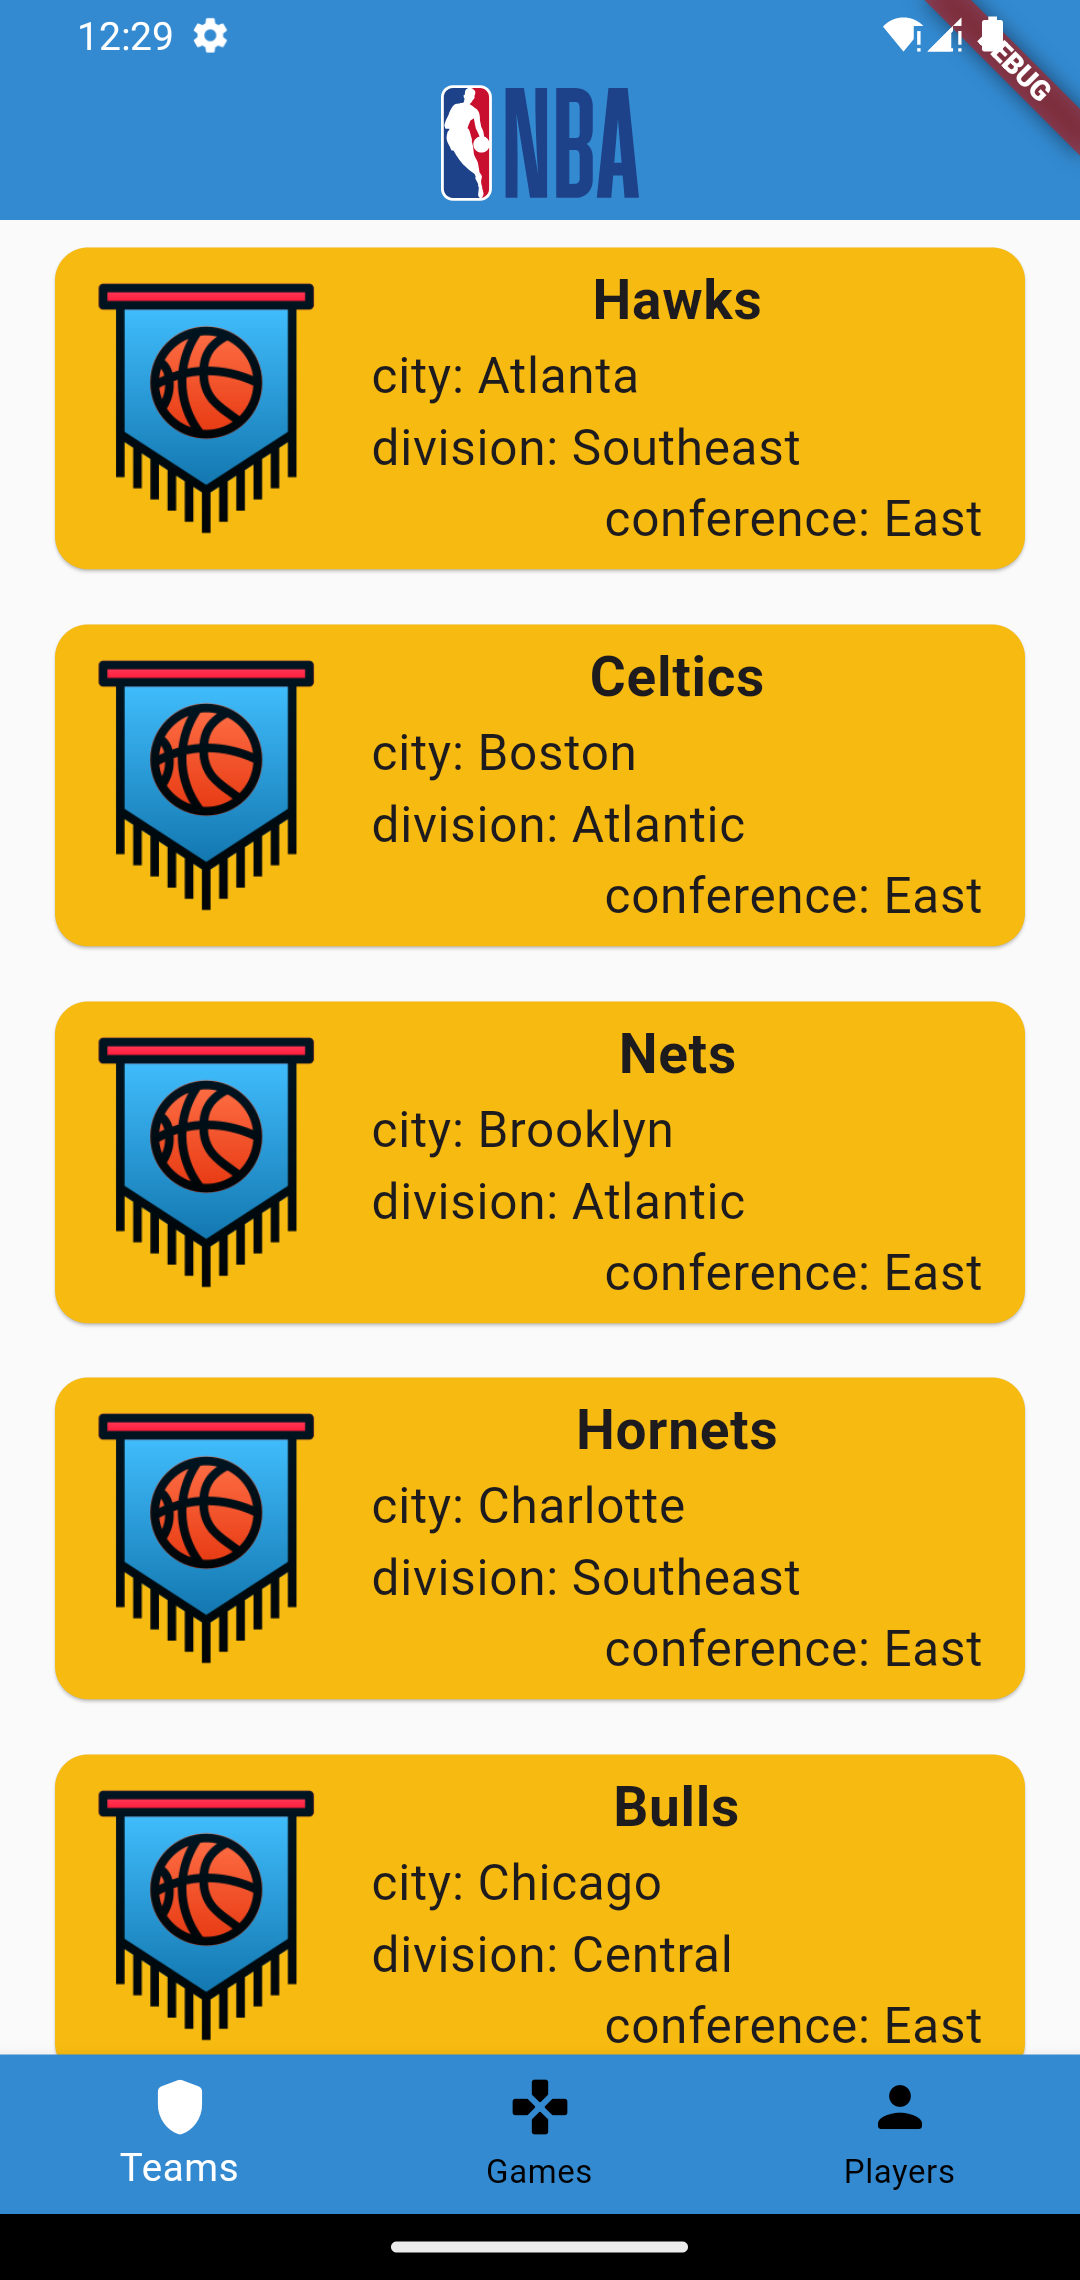 12:29
EBUG
NBA
Hawks
city: Atlanta
division: Southeast
conference: East
Celtics
city: Boston
division: Atlantic
conference: East
Nets
city: Brooklyn
division: Atlantic
conference: East
Hornets
city: Charlotte
division: Southeast
conference: East
Bulls
city: Chicago
division: Central
conference: East
Teams
Games
Players